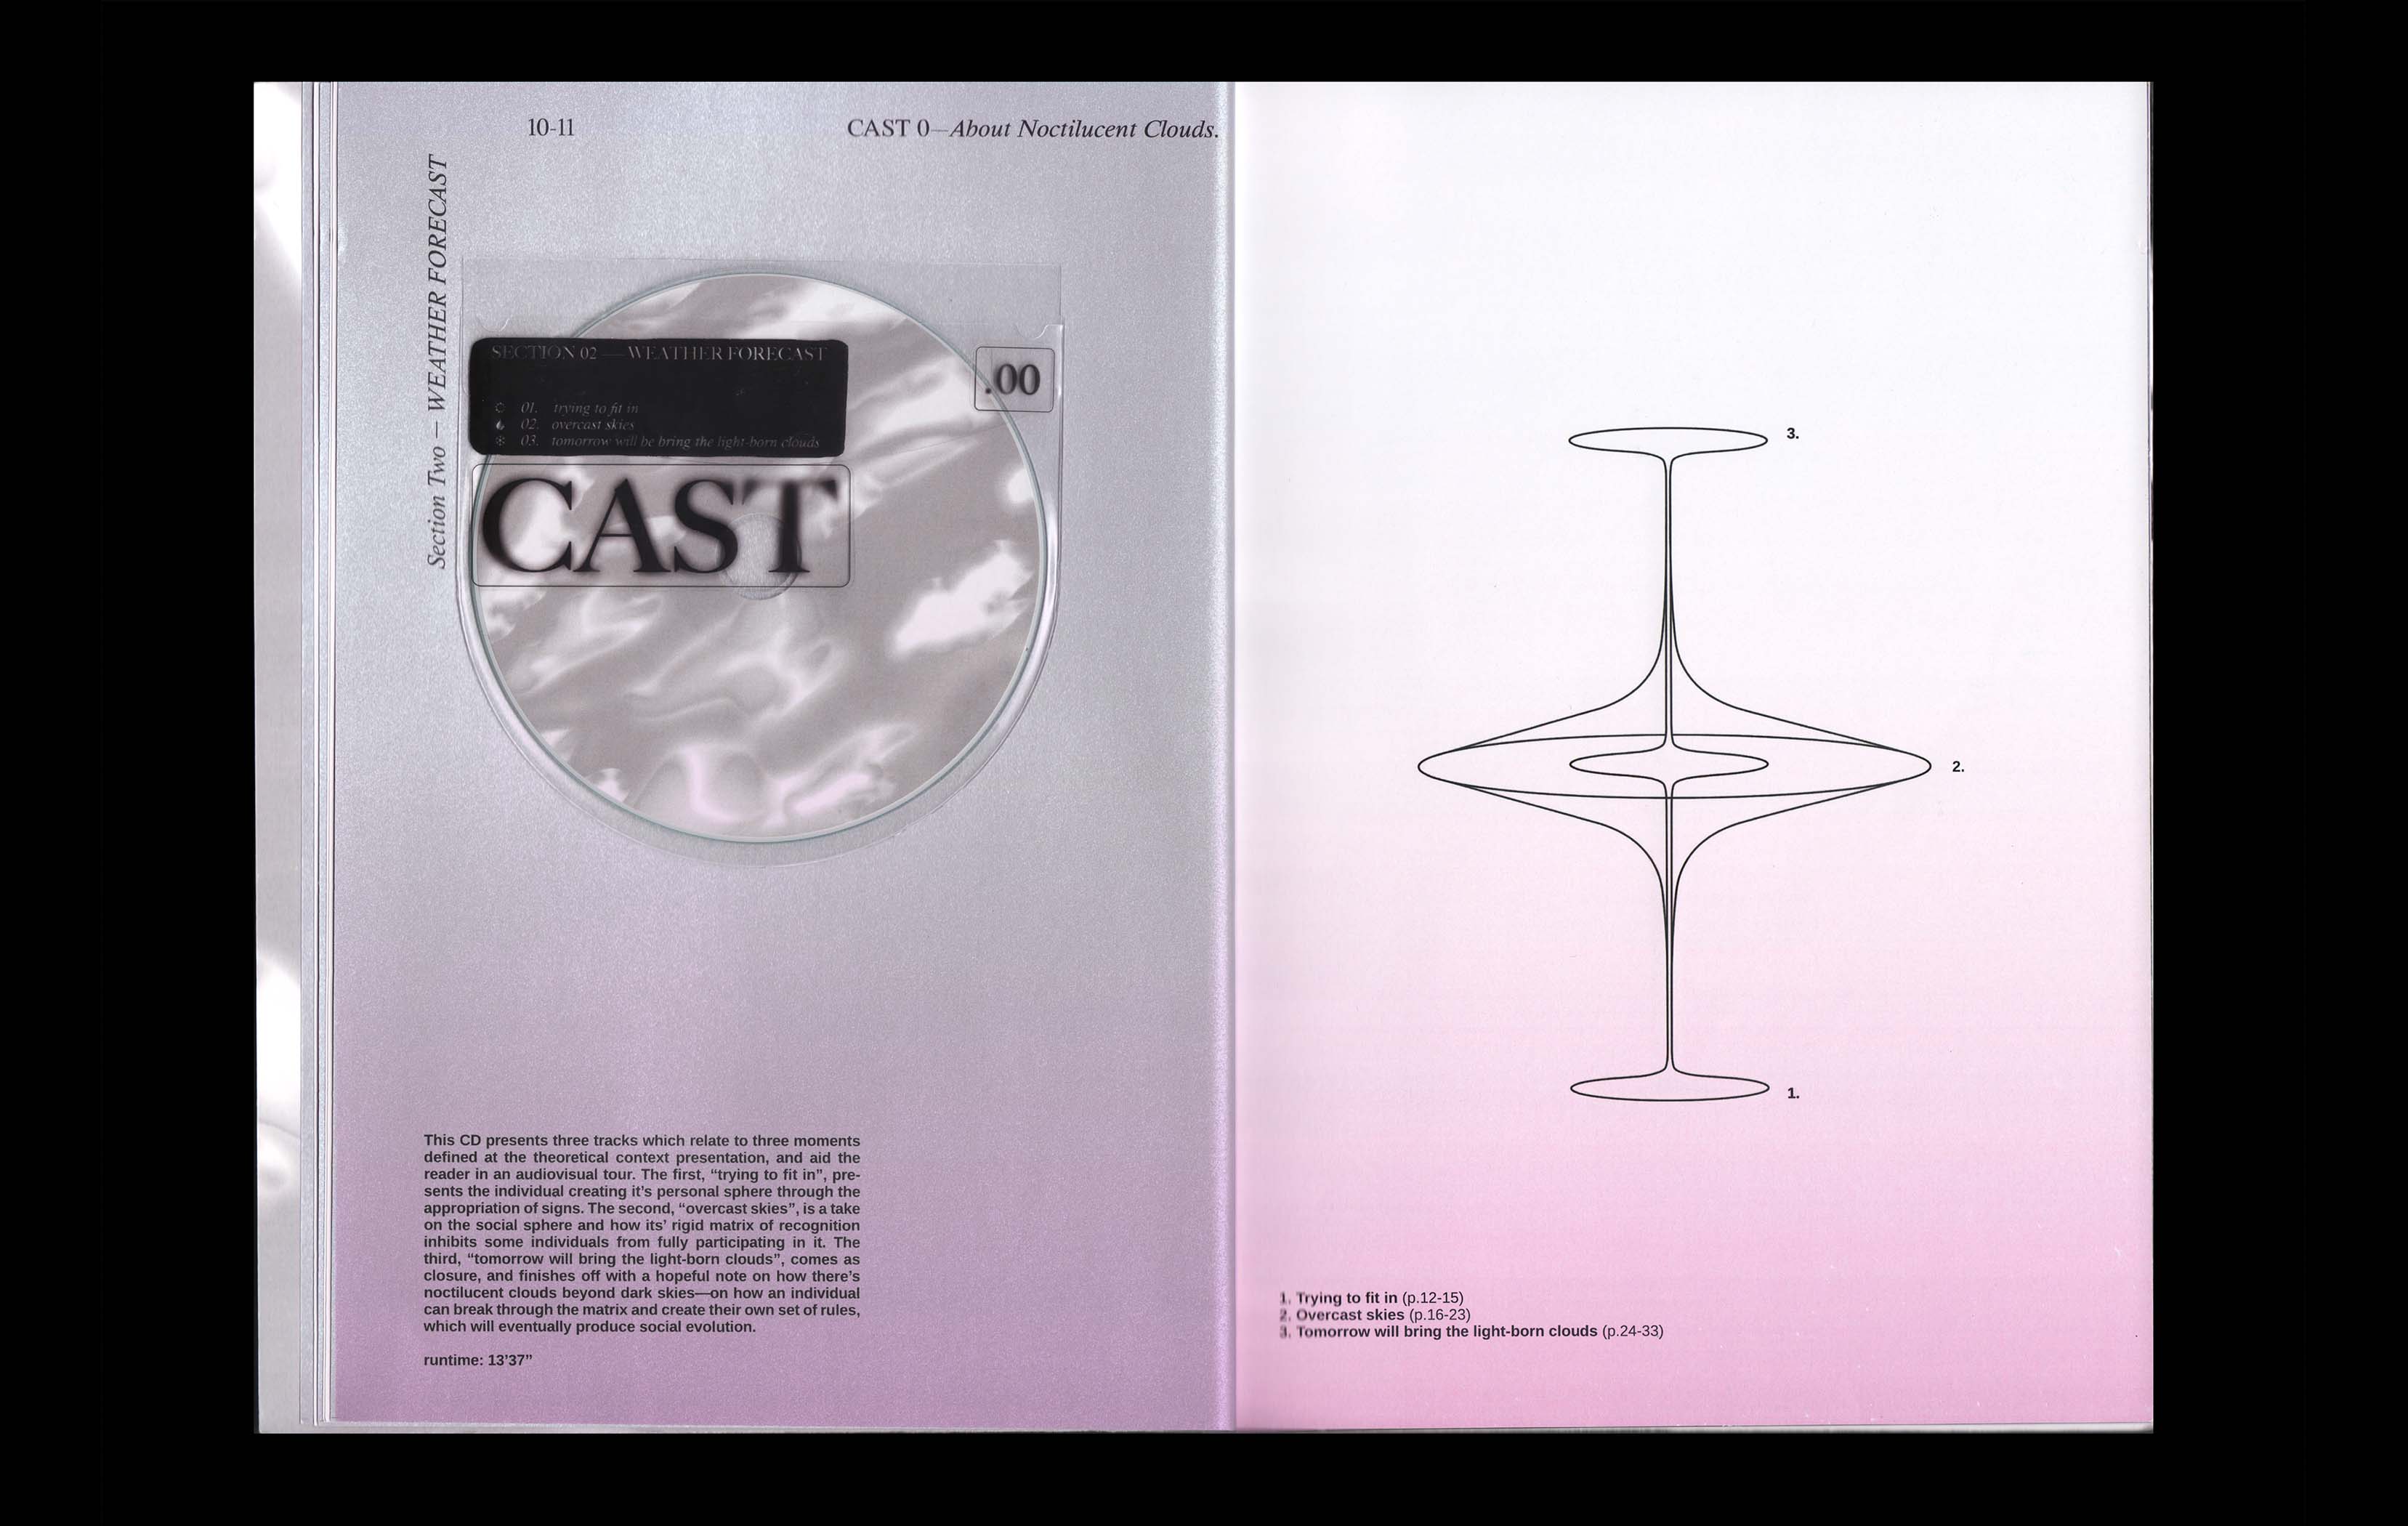 10-11
CAST 0—About Noctilucent Clouds.
Section Two — WEATHER FORECAST
SECTION 02 — WEATHER FORECAST
01. trying to fit in
02. overcast skies
03. tomorrow will be bring the light-born clouds
.00
CAST
This CD presents three tracks which relate to three moments
defined at the theoretical context presentation, and aid the
reader in an audiovisual tour. The first, “trying to fit in”, pre-
sents the individual creating it’s personal sphere through the
appropriation of signs. The second, “overcast skies”, is a take
on the social sphere and how its’ rigid matrix of recognition
inhibits some individuals from fully participating in it. The
third, “tomorrow will bring the light-born clouds”, comes as
closure, and finishes off with a hopeful note on how there’s
noctilucent clouds beyond dark skies—on how an individual
can break through the matrix and create their own set of rules,
which will eventually produce social evolution.
runtime: 13’37”
3.
2.
1.
1. Trying to fit in (p.12-15)
2. Overcast skies (p.16-23)
3. Tomorrow will bring the light-born clouds (p.24-33)